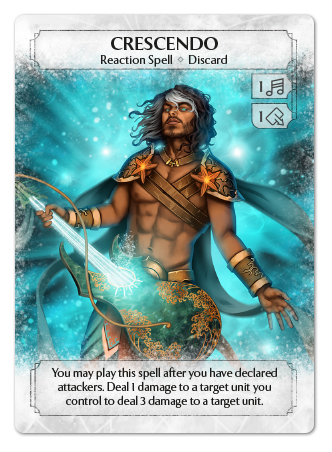 CRESCENDO
Reaction Spell ◇ Discard
1
1
You may play this spell after you have declared
attackers. Deal 1 damage to a target unit you
control to deal 3 damage to a target unit.